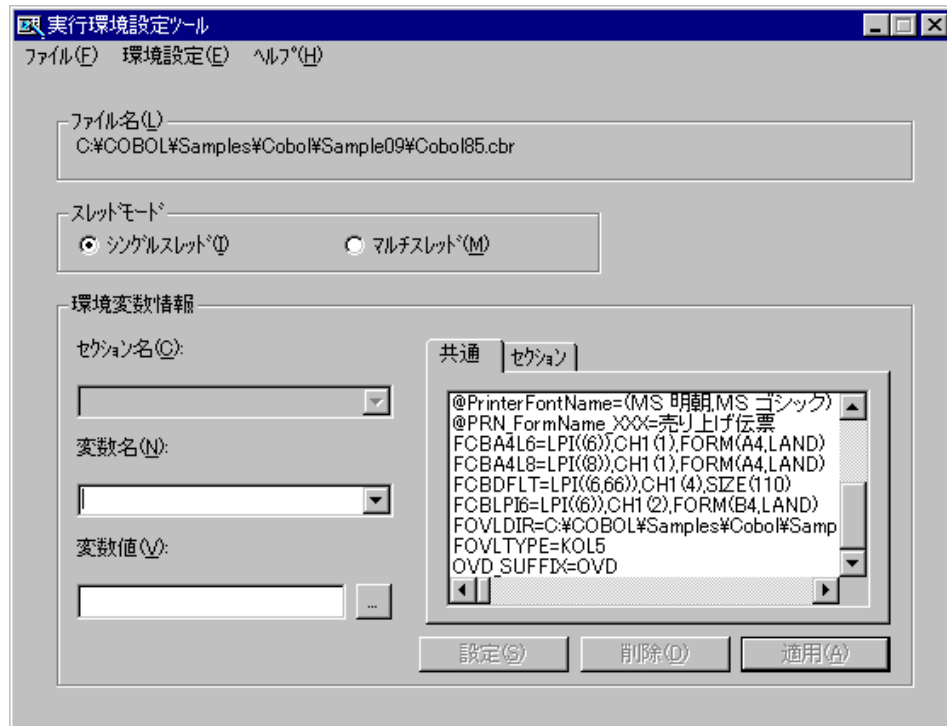 実行環境設定ツール
ファイル(F) 環境設定(E) ヘルプ(H)
ファイル名(L)
C:¥COBOL¥Samples¥Cobol¥Sample09¥Cobol85.cbr
スレッドモード
シングルスレッド(I) マルチスレッド(M)
環境変数情報
セクション名(C):
変数名(N):
変数値(V):
...
共通 セクション
@PrinterFontName=(MS 明朝,MS ゴシック)
@PRN_FormName_XXX=売り上げ伝票
FCBA4L6=LPI((6)),CH1(1),FORM(A4,LAND)
FCBA4L8=LPI((8)),CH1(1),FORM(A4,LAND)
FCBDFLT=LPI((6,66)),CH1(4),SIZE(110)
FCBLPI6=LPI((6)),CH1(2),FORM(B4,LAND)
FOVLDIR=C:¥COBOL¥Samples¥Cobol¥Samp
FOVLTYPE=KOL5
OVD_SUFFIX=OVD
設定(S) 削除(D) 適用(A)